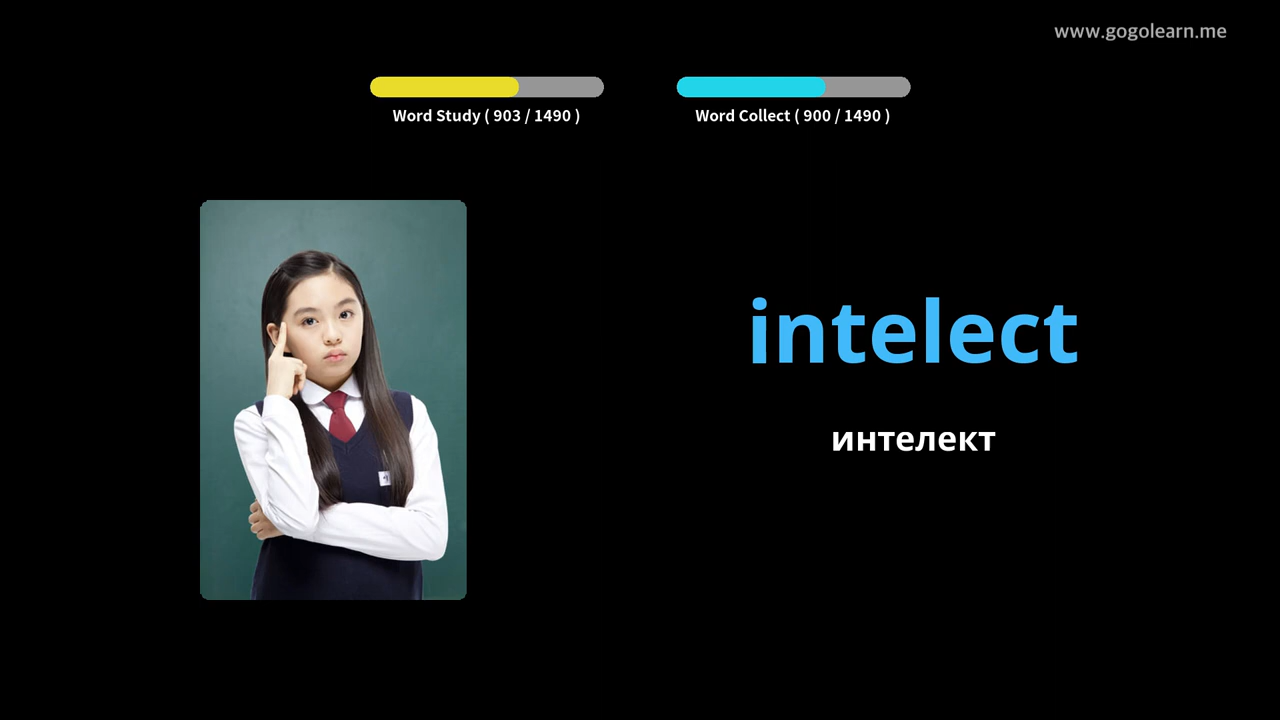 www.gogolearn.me
Word Study ( 903 / 1490 )
Word Collect ( 900 / 1490 )
intelect
интелект